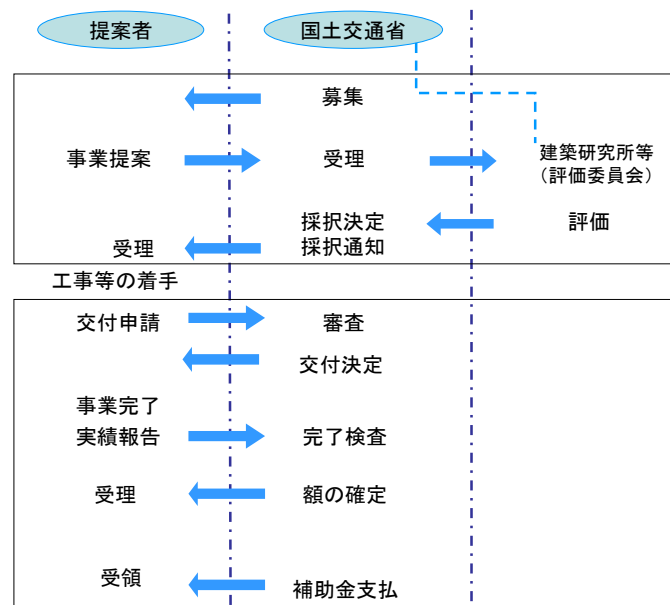 提案者
国土交通省
募集
事業提案
受理
建築研究所等
（評価委員会）
採択決定
評価
受理
採択通知
工事等の着手
交付申請
審査
交付決定
事業完了
実績報告
完了検査
受理
額の確定
受領
補助金支払